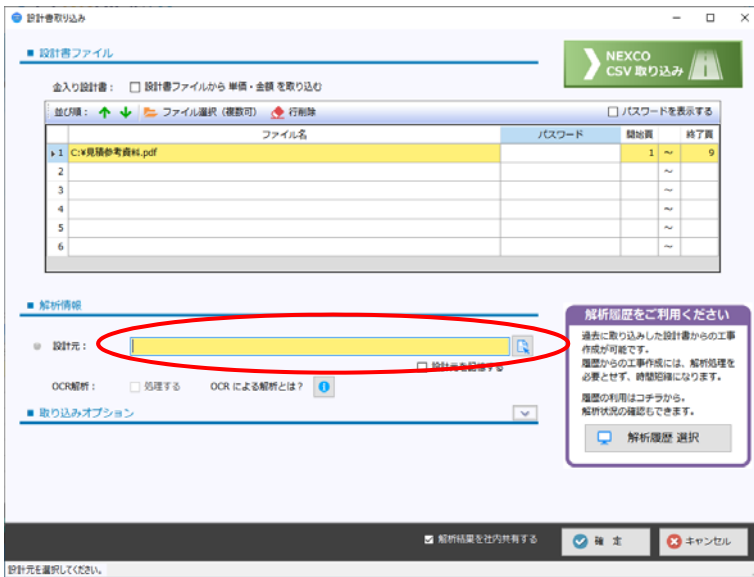 設計書取り込み
■ 設計書ファイル
NEXCO
CSV 取り込み
金入り設計書： 設計書ファイルから 単価・金額 を取り込む
並び順： ファイル選択（複数可） 行削除 パスワードを表示する
ファイル名 パスワード 開始頁 終了頁
1 C:¥見積参考資料.pdf 1 ～ 9
2 ～
3 ～
4 ～
5 ～
6 ～
■ 解析情報
設計元：
設計元を記憶する
OCR解析： 処理する OCR による解析とは？
■ 取り込みオプション
解析履歴をご利用ください
過去に取り込みした設計書からの工事
作成が可能です。
履歴からの工事作成には、解析処理を
必要とせず、時間短縮になります。
履歴の利用はコチラから。
解析状況の確認もできます。
解析履歴 選択
解析結果を社内共有する 確 定 キャンセル
設計元を選択してください。